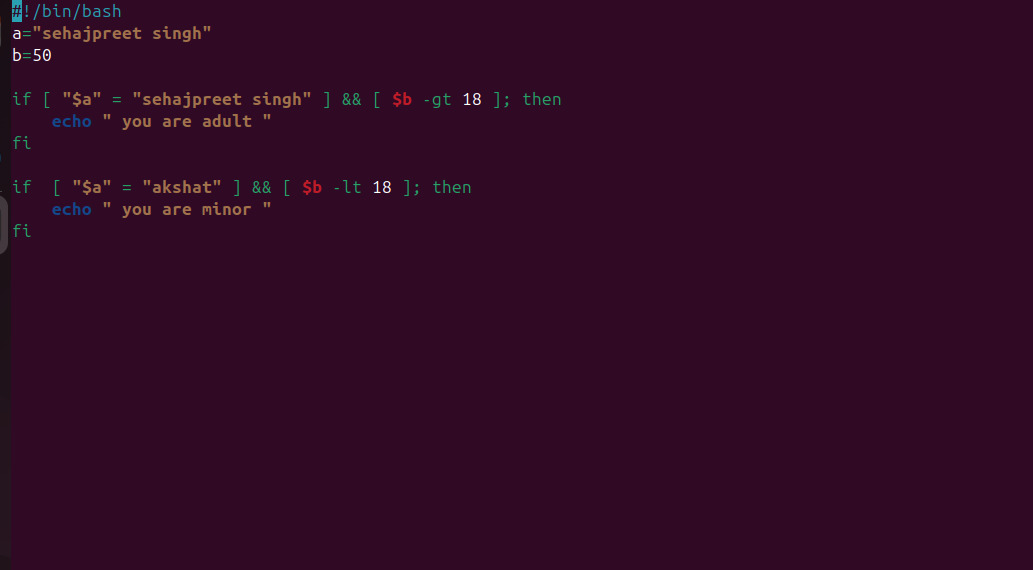 #!/bin/bash
a="sehajpreet singh"
b=50
if [ "$a" = "sehajpreet singh" ] && [ $b -gt 18 ]; then
    echo " you are adult "
fi
if  [ "$a" = "akshat" ] && [ $b -lt 18 ]; then
    echo " you are minor "
fi